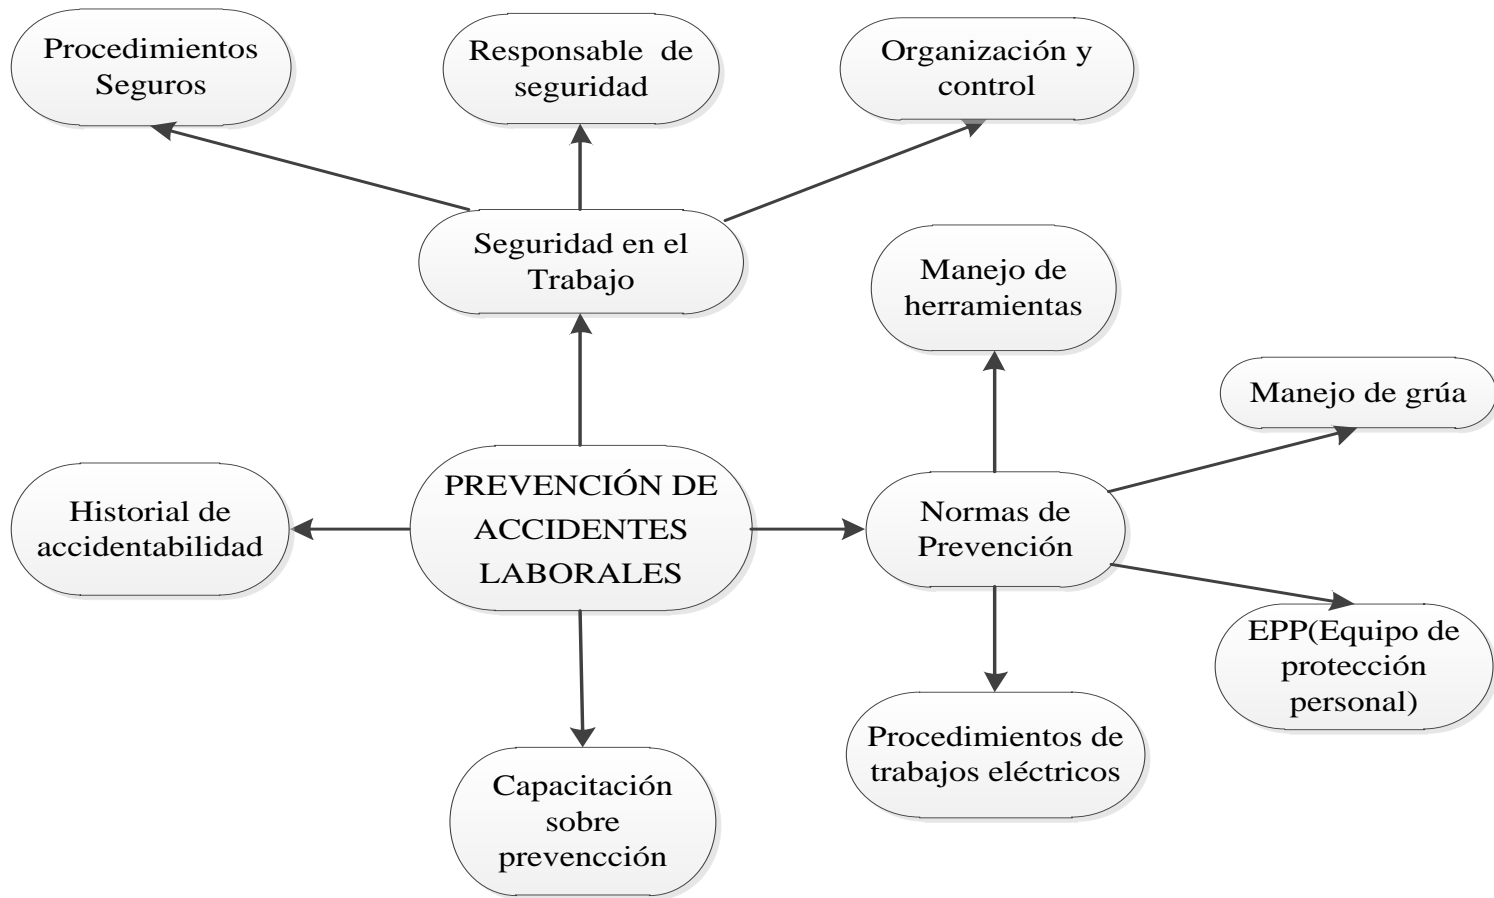 Procedimientos
Seguros
Responsable de
seguridad
Organización y
control
Seguridad en el
Trabajo
Manejo de
herramientas
Manejo de grúa
PREVENCIÓN DE
ACCIDENTES
LABORALES
Historial de
accidentabilidad
Normas de
Prevención
EPP(Equipo de
protección
personal)
Procedimientos de
trabajos eléctricos
Capacitación
sobre
prevencción